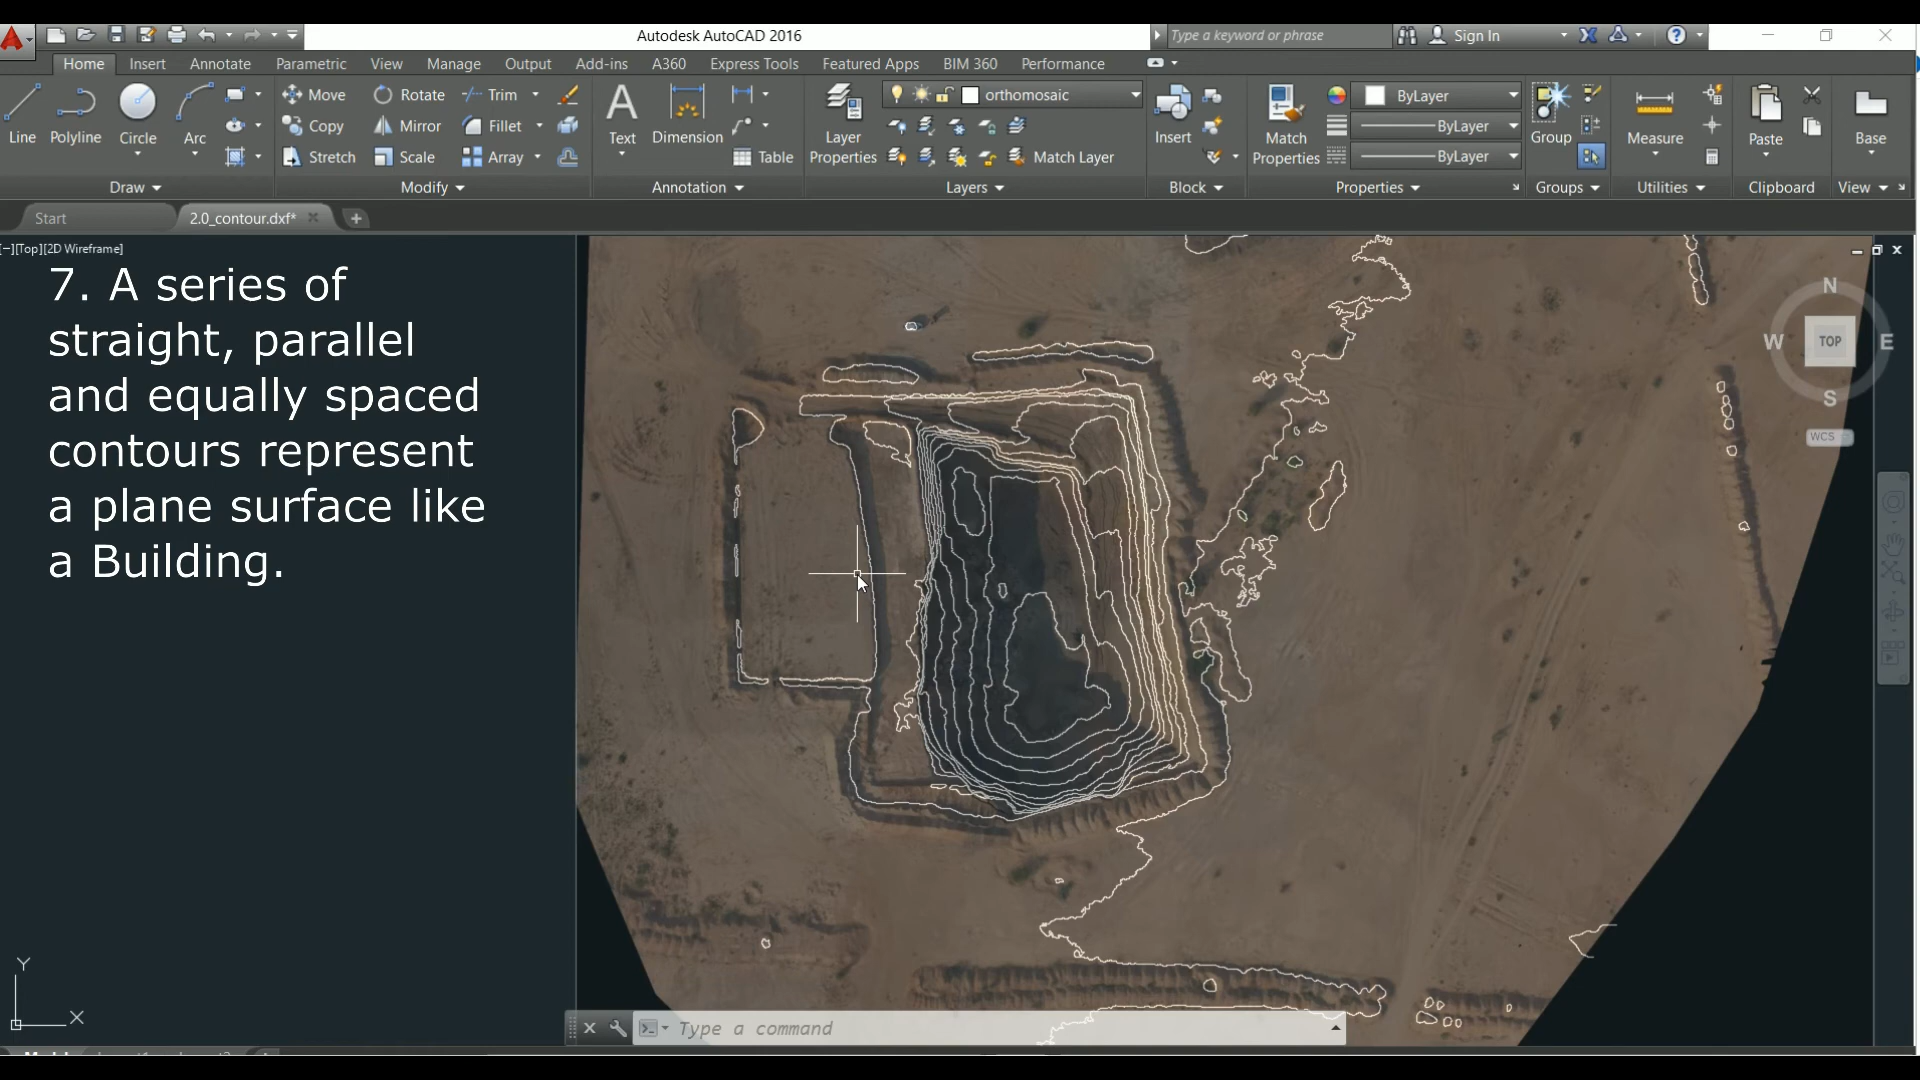 Autodesk AutoCAD 2016
Type a keyword or phrase
Sign In
Home Insert Annotate Parametric View Manage Output Add-ins A360 Express Tools Featured Apps BIM 360 Performance
Line
Polyline
Circle
Arc
Draw
Move Rotate Trim
Copy Mirror Fillet
Stretch Scale Array
Modify
Text
Dimension
Table
Annotation
Layer
Properties
orthomosaic
Match Layer
Layers
Insert
Block
Match
Properties
ByLayer
ByLayer
ByLayer
Properties
Group
Groups
Measure
Utilities
Paste
Clipboard
Base
View
Start
2.0_contour.dxf*
[−][Top][2D Wireframe]
7. A series of
straight, parallel
and equally spaced
contours represent
a plane surface like
a Building.
N
W TOP E
S
WCS
Y
X
Type a command